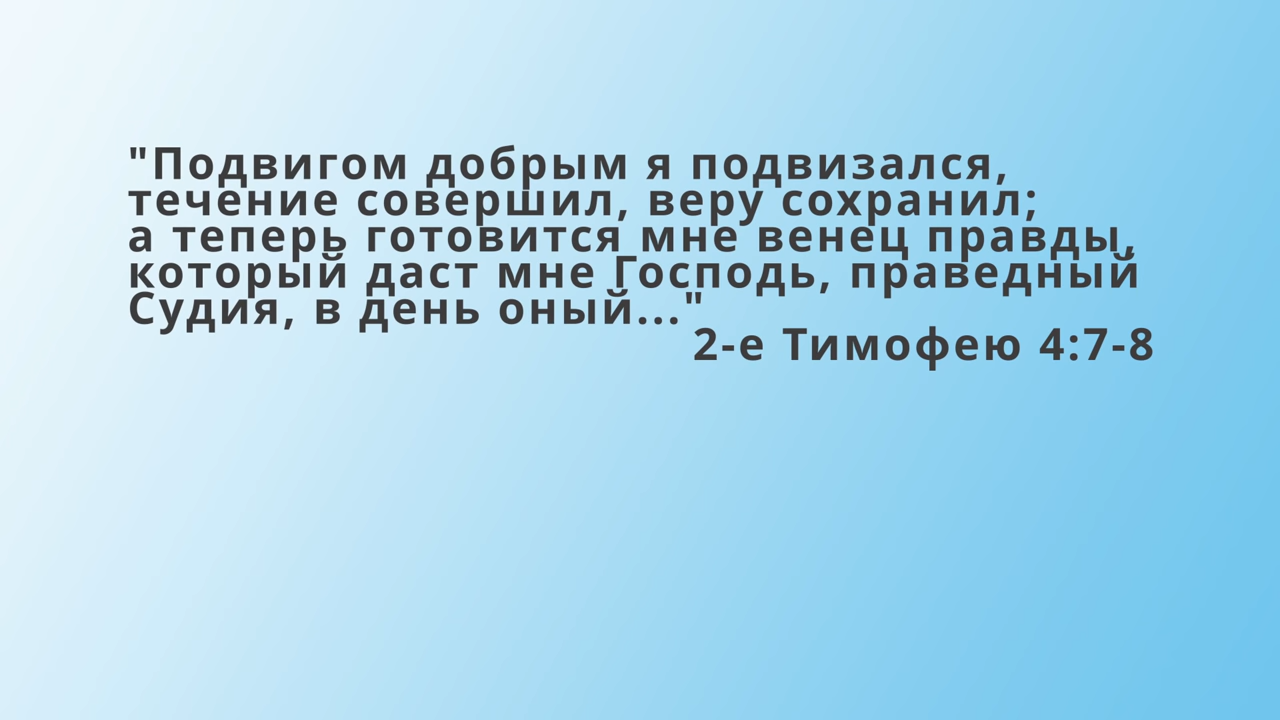 "Подвигом добрым я подвизался,
течение совершил, веру сохранил;
а теперь готовится мне венец правды,
который даст мне Господь, праведный
Судия, в день оный..."
2-е Тимофею 4:7-8